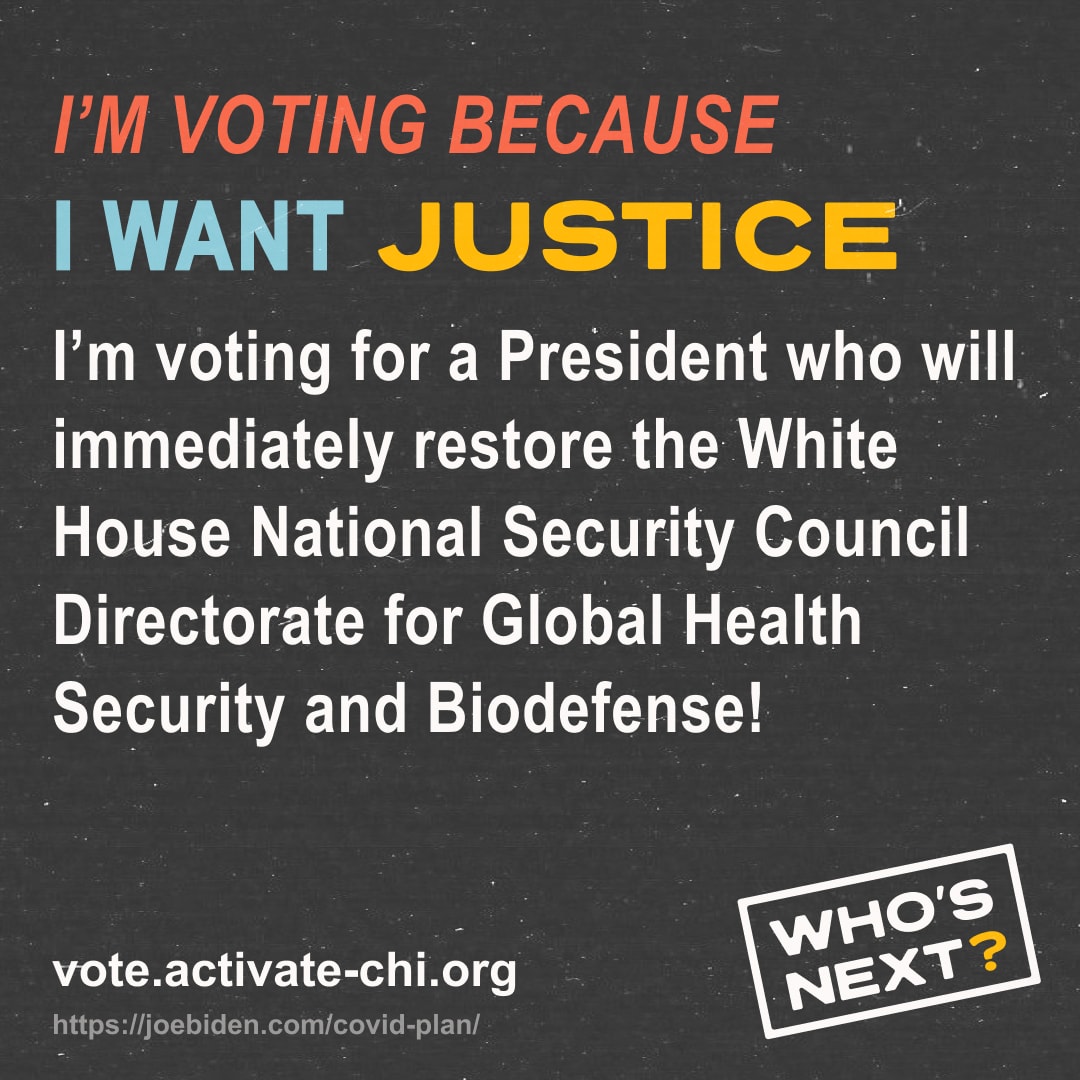 I'M VOTING BECAUSE
I WANT JUSTICE
I'm voting for a President who will
immediately restore the White
House National Security Council
Directorate for Global Health
Security and Biodefense!
WHO'S
NEXT?
vote.activate-chi.org
https://joebiden.com/covid-plan/